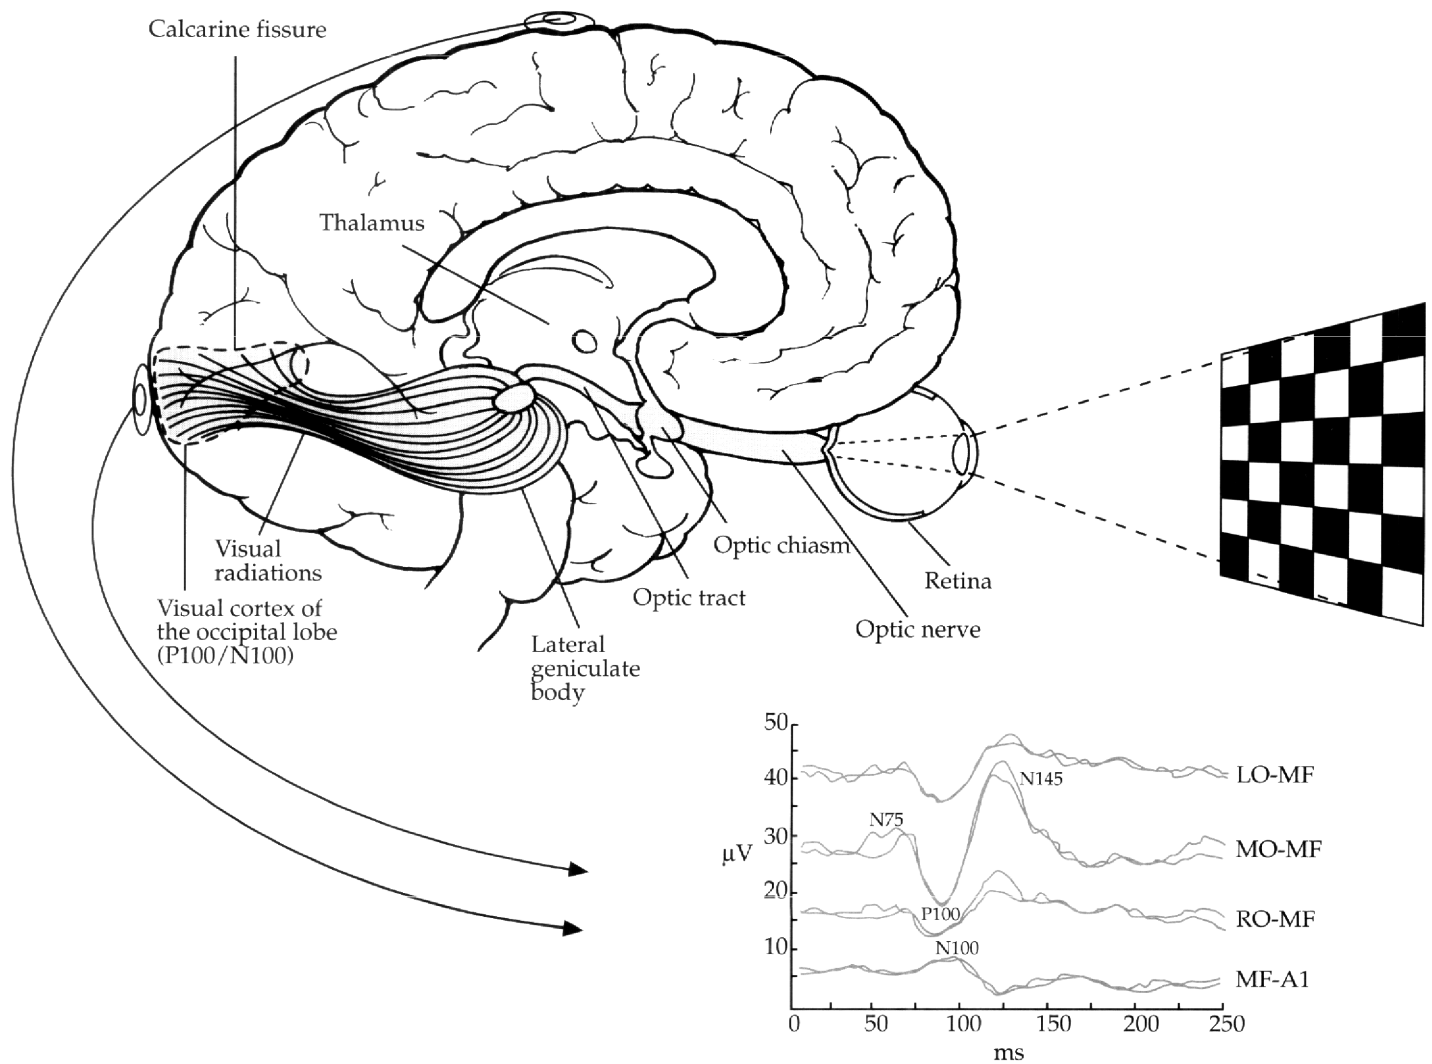 Calcarine fissure
Thalamus
Visual
radiations
Visual cortex of
the occipital lobe
(P100/N100)
Optic chiasm
Optic tract
Retina
Optic nerve
Lateral
geniculate
body
50
40
30
20
10
µV
N75
N145
P100
N100
LO-MF
MO-MF
RO-MF
MF-A1
0 50 100 150 200 250
ms